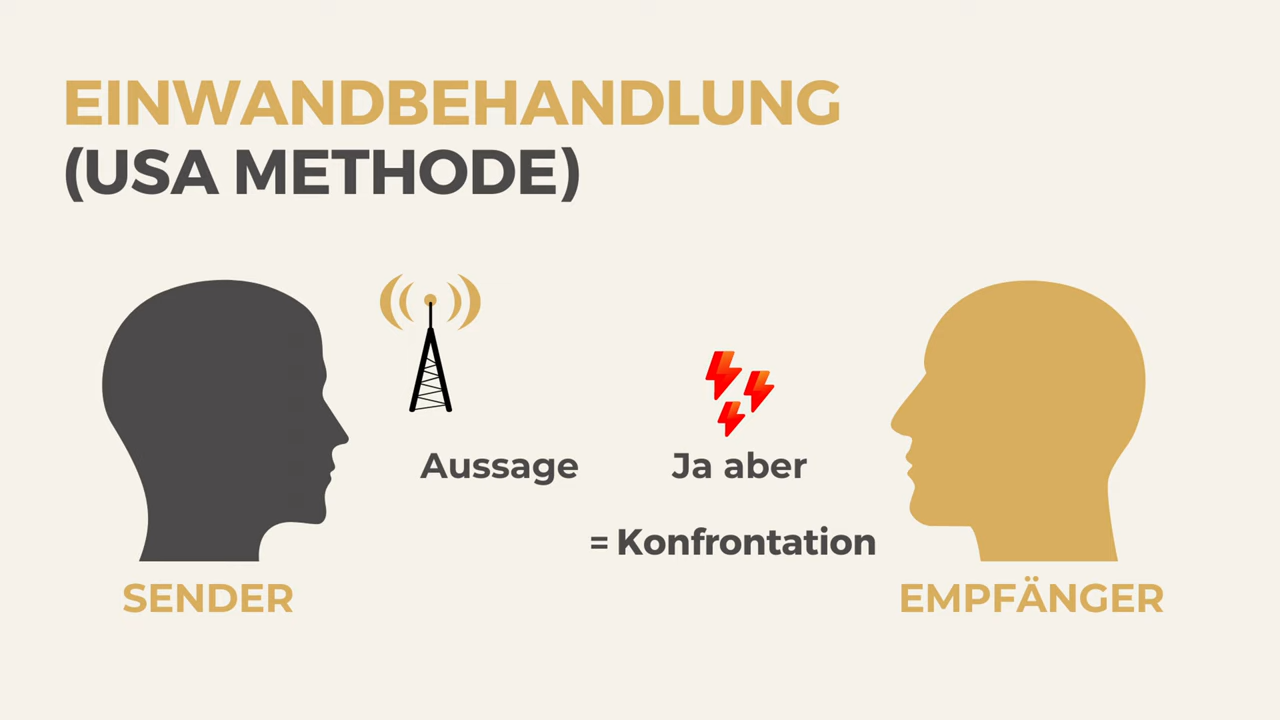 EINWANDBEHANDLUNG
(USA METHODE)
Aussage
Ja aber
= Konfrontation
SENDER
EMPFÄNGER